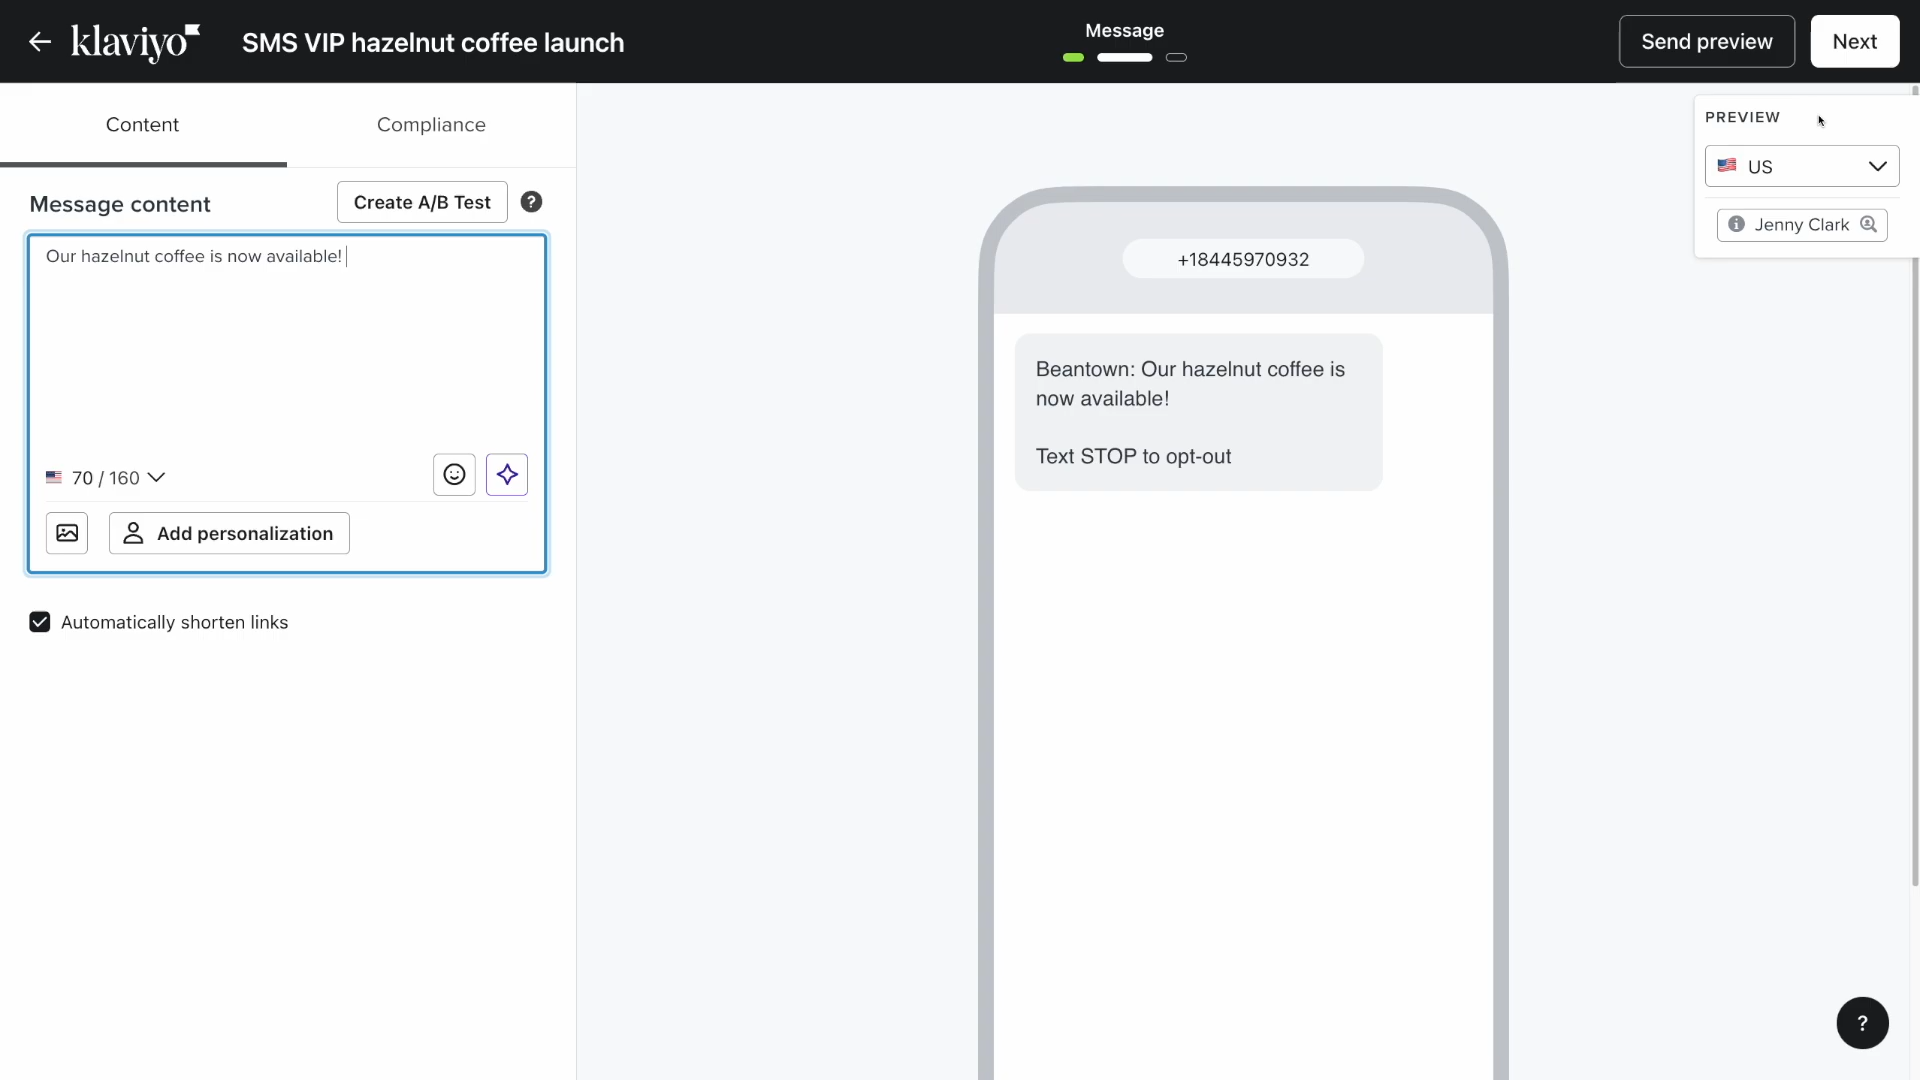 klaviyo
SMS VIP hazelnut coffee launch
Message
Send preview
Next
Content
Compliance
PREVIEW
US
Jenny Clark
Message content
Create A/B Test
?
Our hazelnut coffee is now available!
70 / 160
Add personalization
Automatically shorten links
+18445970932
Beantown: Our hazelnut coffee is
now available!
Text STOP to opt-out
?